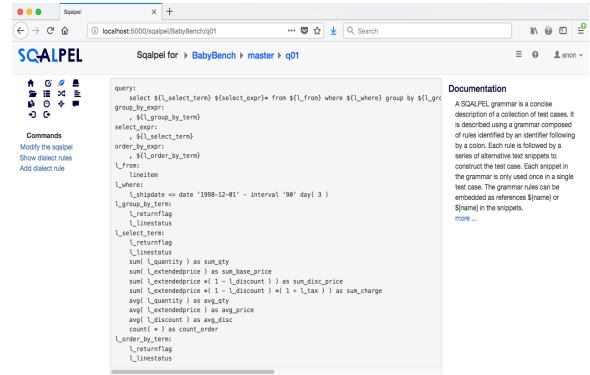 Sqalpel
localhost:5000/sqalpel/BabyBench/q01
Search
SQALPEL
Sqalpel for BabyBench master q01
anon
Commands
Modify the sqalpel
Show dialect rules
Add dialect rule
query:
select ${l_select_term} ${select_expr}* from ${l_from} where ${l_where} group by ${l_gro
group_by_expr:
, ${l_group_by_term}
select_expr:
, ${l_select_term}
order_by_expr:
, ${l_order_by_term}
l_from:
lineitem
l_where:
l_shipdate <= date '1998-12-01' - interval '90' day( 3 )
l_group_by_term:
l_returnflag
l_linestatus
l_select_term:
l_returnflag
l_linestatus
sum( l_quantity ) as sum_qty
sum( l_extendedprice ) as sum_base_price
sum( l_extendedprice *( 1 - l_discount ) ) as sum_disc_price
sum( l_extendedprice *( 1 - l_discount ) *( 1 + l_tax ) ) as sum_charge
avg( l_quantity ) as avg_qty
avg( l_extendedprice ) as avg_price
avg( l_discount ) as avg_disc
count( * ) as count_order
l_order_by_term:
l_returnflag
l_linestatus
Documentation
A SQALPEL grammar is a concise
description of a collection of test cases. It
is described using a grammar composed
of rules identified by an identifier following
by a colon. Each rule is followed by a
series of alternative text snippets to
construct the test case. Each snippet in
the grammar is only used once in a single
test case. The grammar rules can be
embedded as references ${name} or
$[name] in the snippets.
more ...